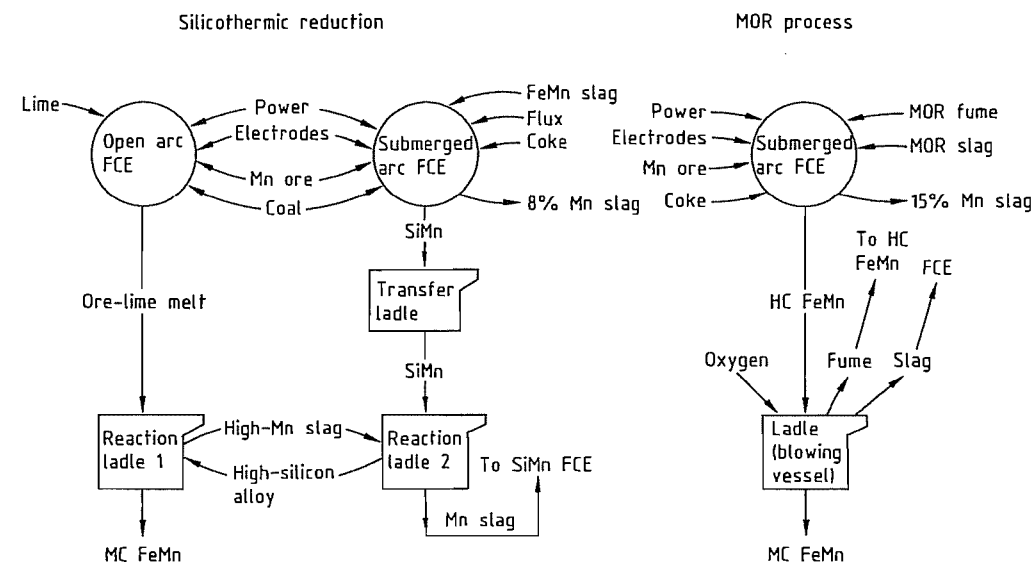 Silicothermic reduction
MOR process
Lime
Open arc
FCE
Power
Electrodes
Mn ore
Coal
Submerged
arc FCE
FeMn slag
Flux
Coke
8% Mn slag
SiMn
Transfer
ladle
SiMn
Ore-lime melt
Reaction
ladle 1
High-Mn slag
High-silicon
alloy
Reaction
ladle 2
To SiMn FCE
Mn slag
MC FeMn
Power
Electrodes
Mn ore
Coke
Submerged
arc FCE
MOR fume
MOR slag
15% Mn slag
To HC
FeMn
FCE
HC FeMn
Oxygen
Fume
Slag
Ladle
(blowing
vessel)
MC FeMn